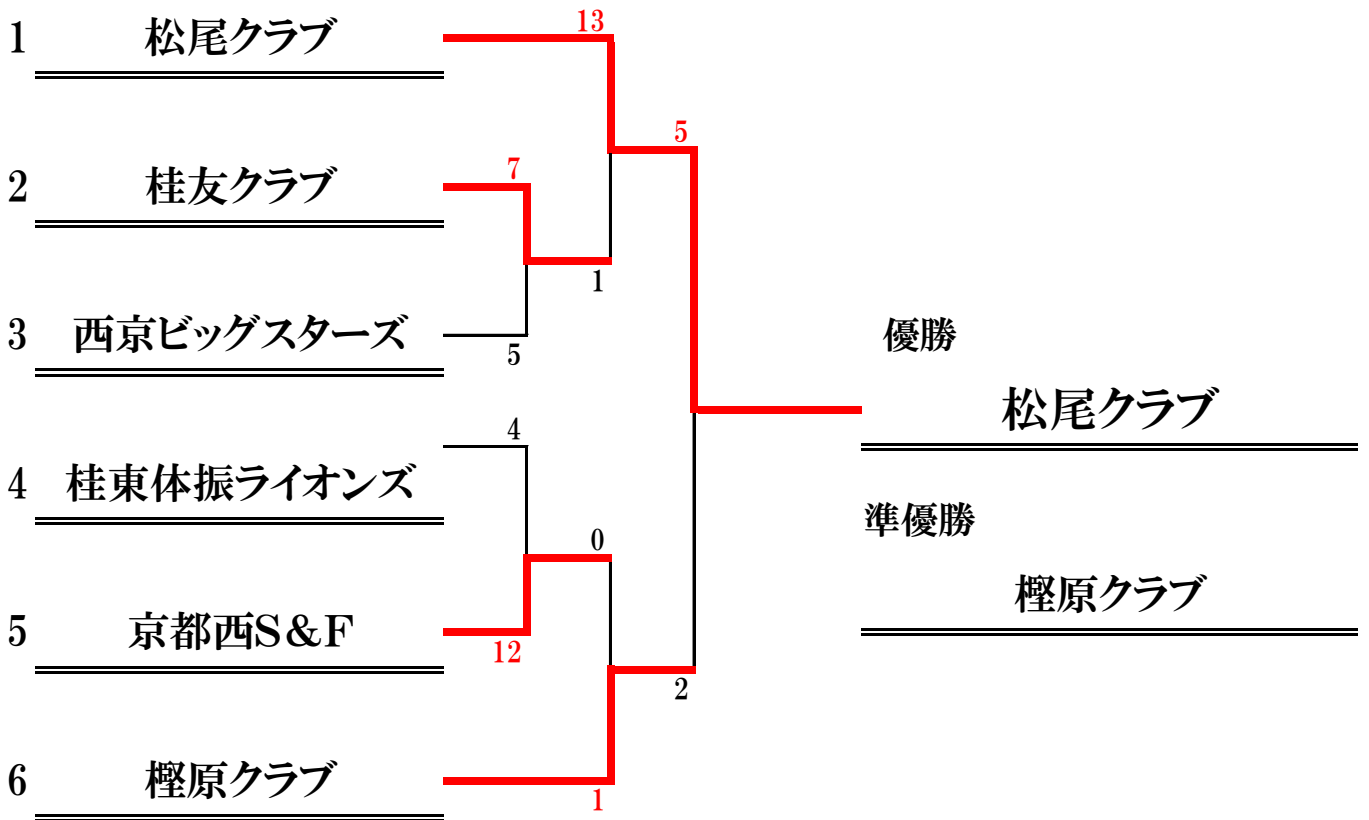 13
1 松尾クラブ
5
7
2 桂友クラブ
1
3 西京ビッグスターズ
5
優勝
松尾クラブ
4
4 桂東体振ライオンズ
準優勝
0
樫原クラブ
5 京都西S&F
12
2
6 樫原クラブ
1